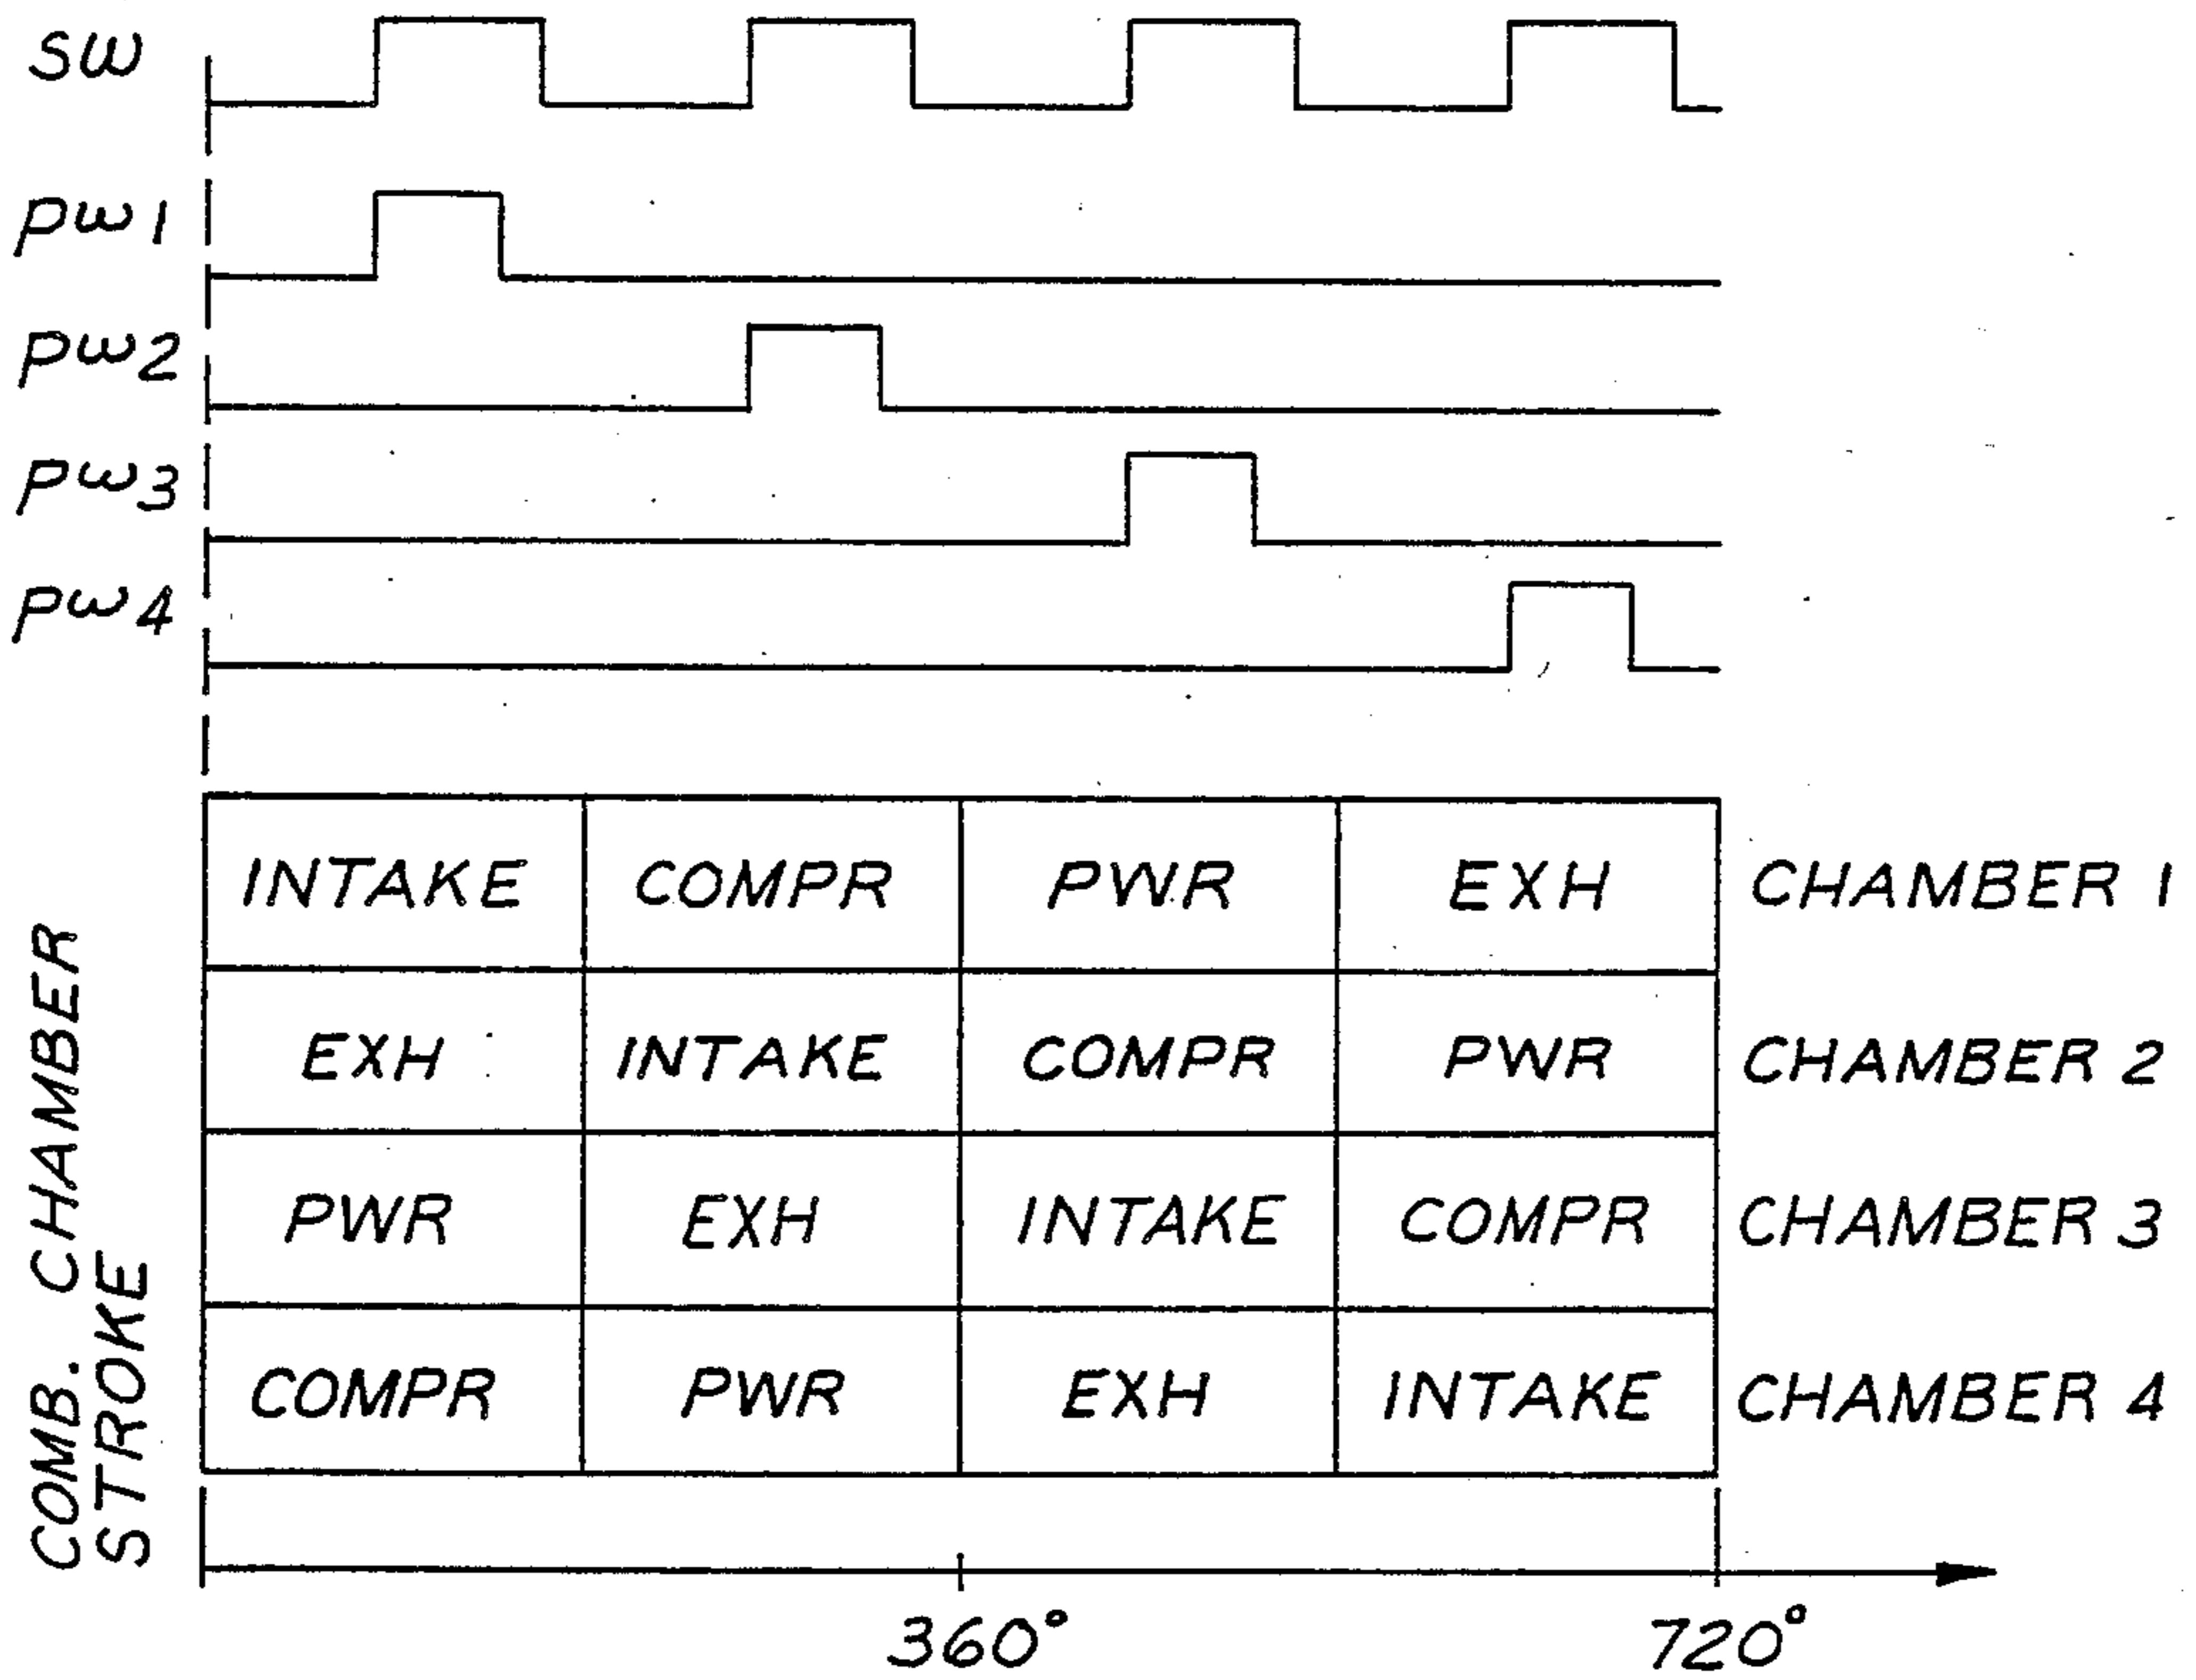 SW
PW1
PW2
PW3
PW4
INTAKE COMPR PWR EXH CHAMBER 1
EXH INTAKE COMPR PWR CHAMBER 2
PWR EXH INTAKE COMPR CHAMBER 3
COMPR PWR EXH INTAKE CHAMBER 4
COMB. CHAMBER
STROKE
360° 720°